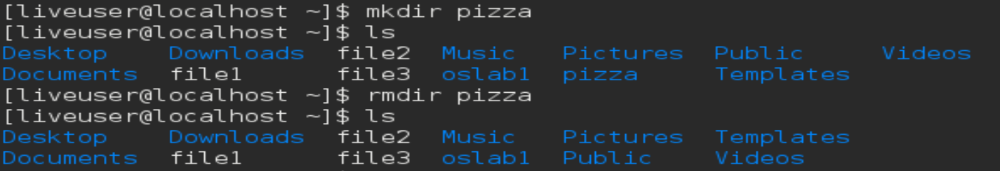 [liveuser@localhost ~]$ mkdir pizza
[liveuser@localhost ~]$ ls
Desktop    Downloads  file2  Music   Pictures  Public     Videos
Documents  file1      file3  oslab1  pizza     Templates
[liveuser@localhost ~]$ rmdir pizza
[liveuser@localhost ~]$ ls
Desktop    Downloads  file2  Music   Pictures  Templates
Documents  file1      file3  oslab1  Public    Videos